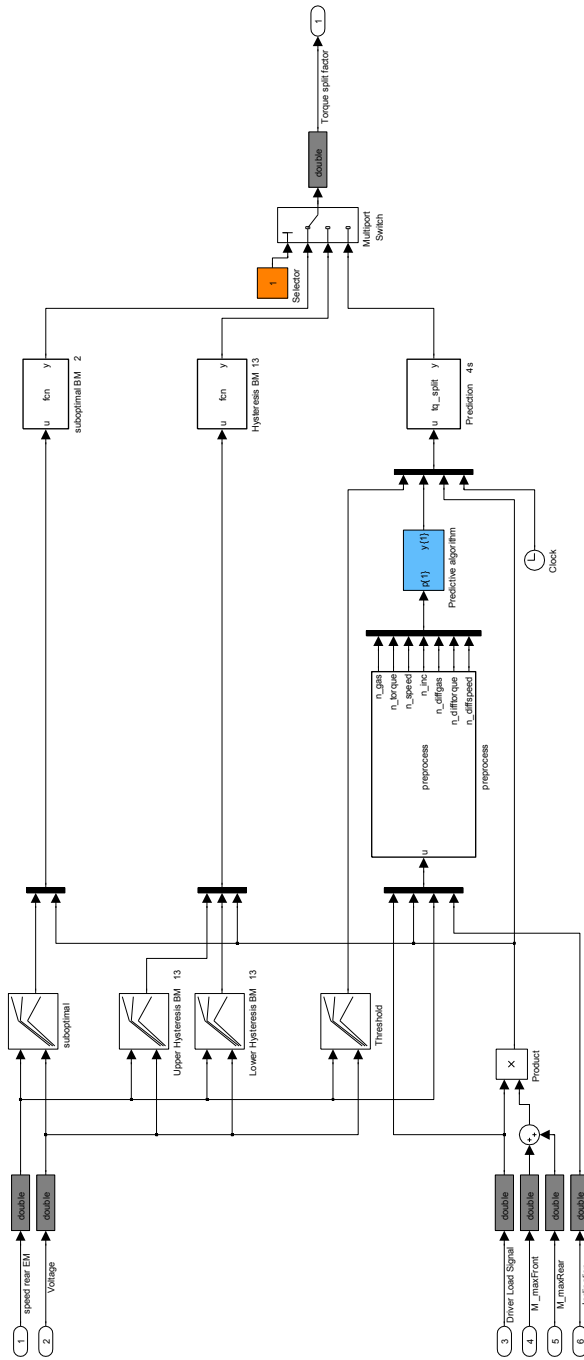 1
Torque split factor
double
Multiport
Switch
1
Selector
u fcn y
suboptimal BM 2
u fcn y
Hysteresis BM 13
u tq_split y
Prediction 4s
p{1} y{1}
Predictive algorithm
Clock
n_gas
n_torque
n_speed
n_inc
n_diffgas
n_difftorque
n_diffspeed
preprocess
u
preprocess
suboptimal
Upper Hysteresis BM 13
Lower Hysteresis BM 13
Threshold
×
Product
+
+
double
double
double
double
double
double
1
speed rear EM
2
Voltage
3
Driver Load Signal
4
M_maxFront
5
M_maxRear
6